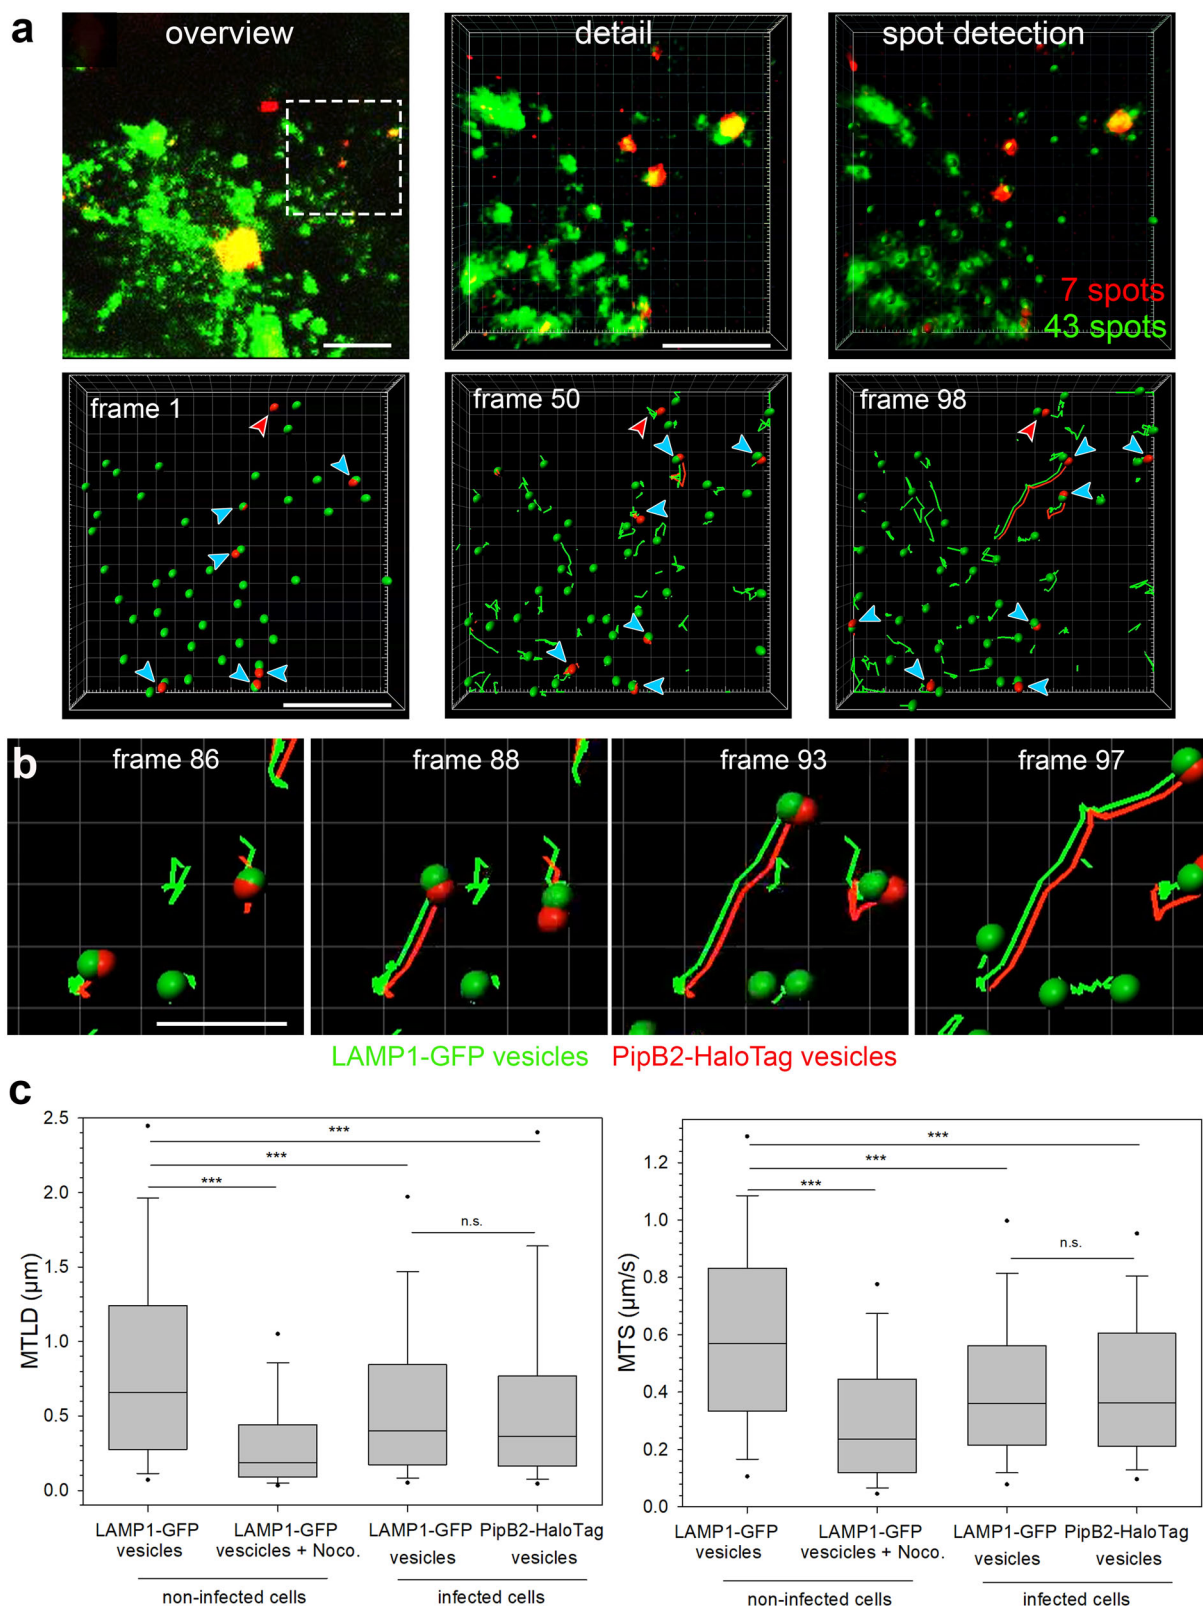 a
overview
detail
spot detection
7 spots
43 spots
frame 1
frame 50
frame 98
b
frame 86
frame 88
frame 93
frame 97
LAMP1-GFP vesicles PipB2-HaloTag vesicles
c
MTLD (µm)
2.5
2.0
1.5
1.0
0.5
0.0
***
***
***
n.s.
LAMP1-GFP
vesicles
LAMP1-GFP
vescicles + Noco.
LAMP1-GFP
vesicles
PipB2-HaloTag
vesicles
non-infected cells
infected cells
MTS (µm/s)
1.2
1.0
0.8
0.6
0.4
0.2
0.0
***
***
***
n.s.
LAMP1-GFP
vesicles
LAMP1-GFP
vescicles + Noco.
LAMP1-GFP
vesicles
PipB2-HaloTag
vesicles
non-infected cells
infected cells